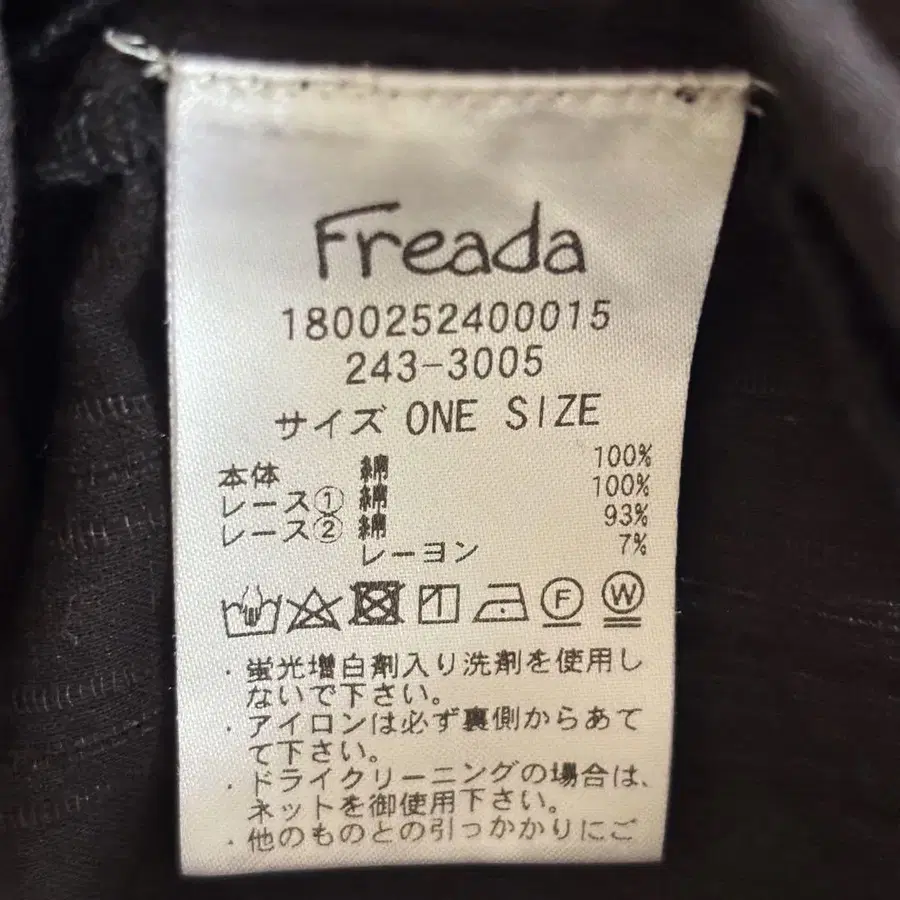 Freada
1800252400015
243-3005
サイズ ONE SIZE
本体 綿 100%
レース① 綿 100%
レース② 綿 93%
レーヨン 7%
F W
・蛍光増白剤入り洗剤を使用し
ないで下さい。
・アイロンは必ず裏側からあて
て下さい。
・ドライクリーニングの場合は、
ネットを御使用下さい。
・他のものとの引っかかりにご